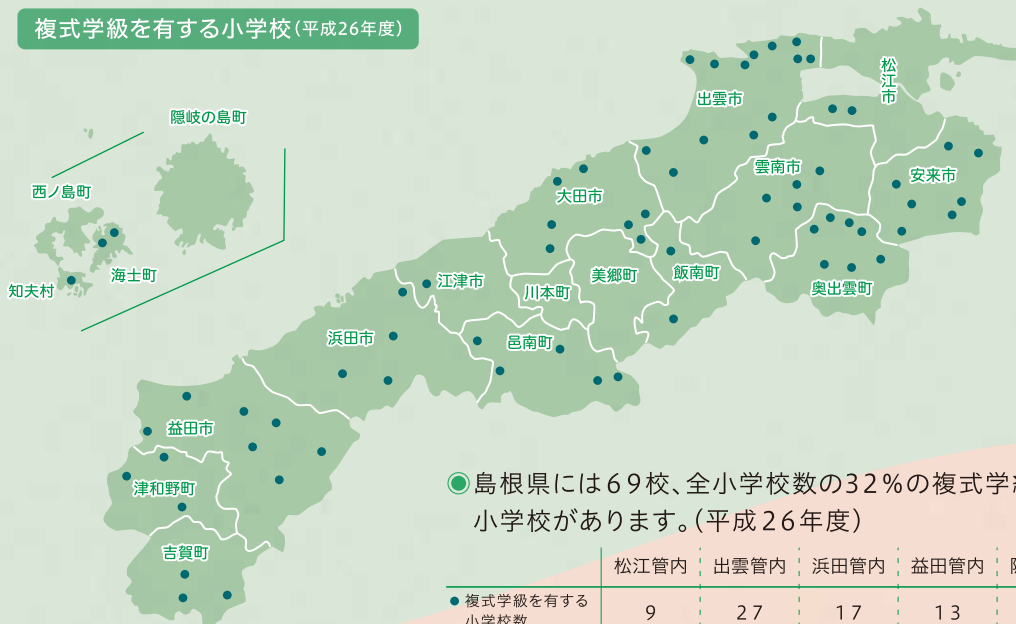 複式学級を有する小学校(平成26年度)
隠岐の島町
西ノ島町
海士町
知夫村
松江市
出雲市
雲南市
安来市
大田市
飯南町
奥出雲町
美郷町
川本町
江津市
邑南町
浜田市
益田市
津和野町
吉賀町
◉島根県には69校、全小学校数の32%の複式学
小学校があります。(平成26年度)
松江管内 出雲管内 浜田管内 益田管内
● 複式学級を有する
小学校数
9 27 17 13